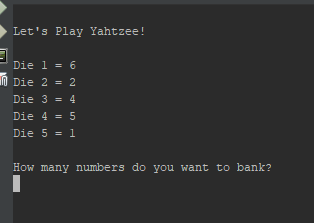 Let's Play Yahtzee!
Die 1 = 6
Die 2 = 2
Die 3 = 4
Die 4 = 5
Die 5 = 1
How many numbers do you want to bank?